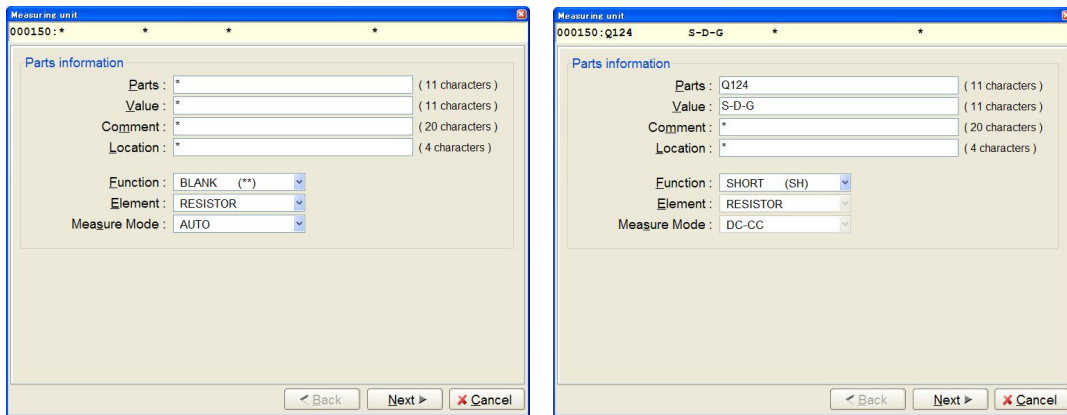 Measuring unit
000150:* * * *
Parts information
Parts : * ( 11 characters )
Value : * ( 11 characters )
Comment : * ( 20 characters )
Location : * ( 4 characters )
Function : BLANK (**)
Element : RESISTOR
Measure Mode : AUTO
Back Next Cancel
Measuring unit
000150:Q124 S-D-G * *
Parts information
Parts : Q124 ( 11 characters )
Value : S-D-G ( 11 characters )
Comment : * ( 20 characters )
Location : * ( 4 characters )
Function : SHORT (SH)
Element : RESISTOR
Measure Mode : DC-CC
Back Next Cancel